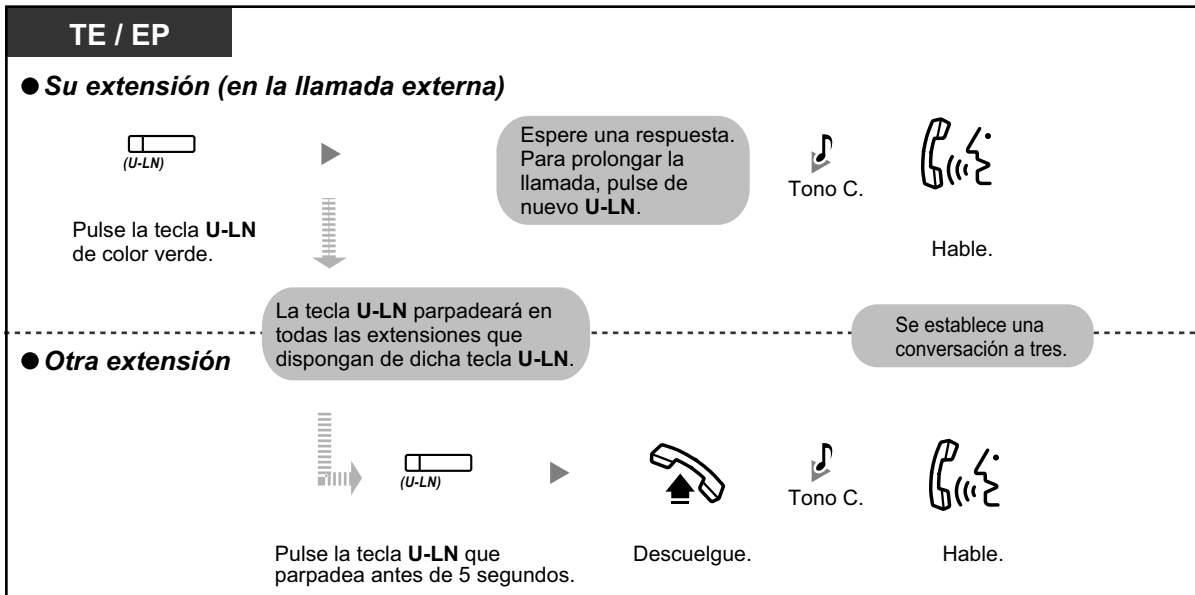 TE / EP
● Su extensión (en la llamada externa)
(U-LN)
Pulse la tecla U-LN
de color verde.
Espere una respuesta.
Para prolongar la
llamada, pulse de
nuevo U-LN.
Tono C.
Hable.
La tecla U-LN parpadeará en
todas las extensiones que
dispongan de dicha tecla U-LN.
Se establece una
conversación a tres.
● Otra extensión
(U-LN)
Pulse la tecla U-LN que
parpadea antes de 5 segundos.
Descuelgue.
Tono C.
Hable.